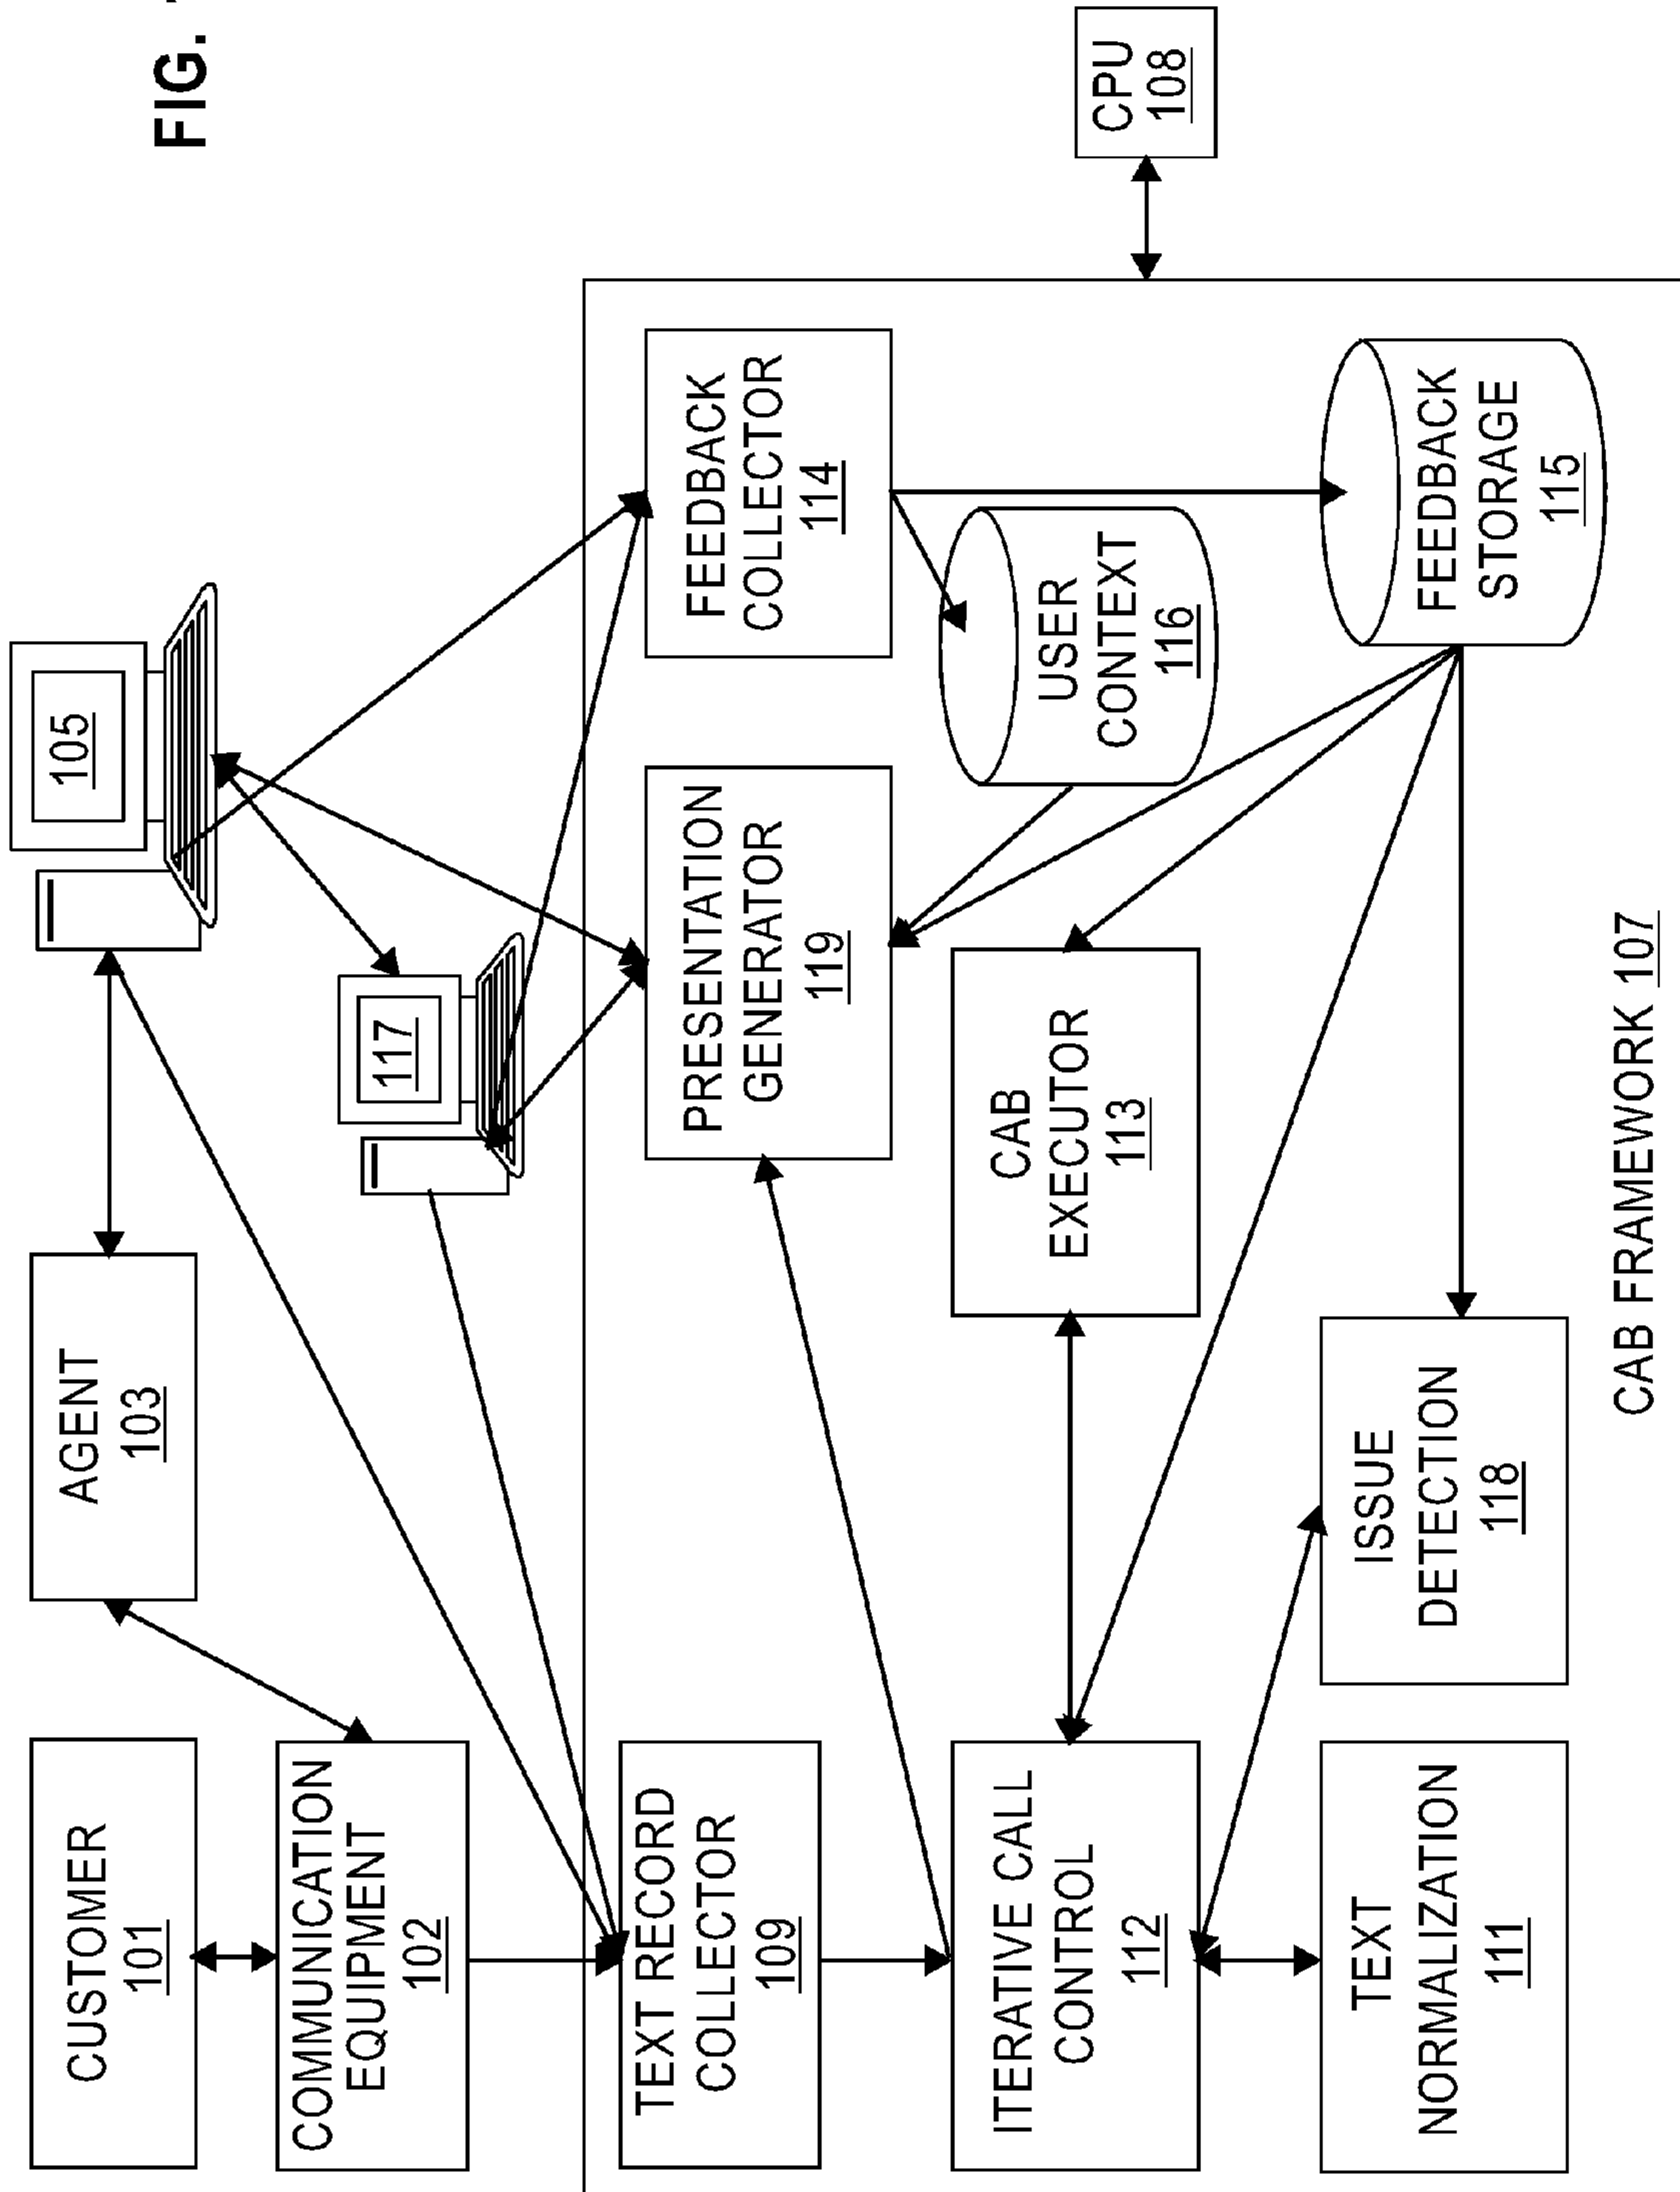 FIG.
CUSTOMER
101
AGENT
103
105
COMMUNICATION
EQUIPMENT
102
117
TEXT RECORD
COLLECTOR
109
PRESENTATION
GENERATOR
119
FEEDBACK
COLLECTOR
114
ITERATIVE CALL
CONTROL
112
CAB
EXECUTOR
113
USER
CONTEXT
116
CPU
108
TEXT
NORMALIZATION
111
ISSUE
DETECTION
118
FEEDBACK
STORAGE
115
CAB FRAMEWORK 107